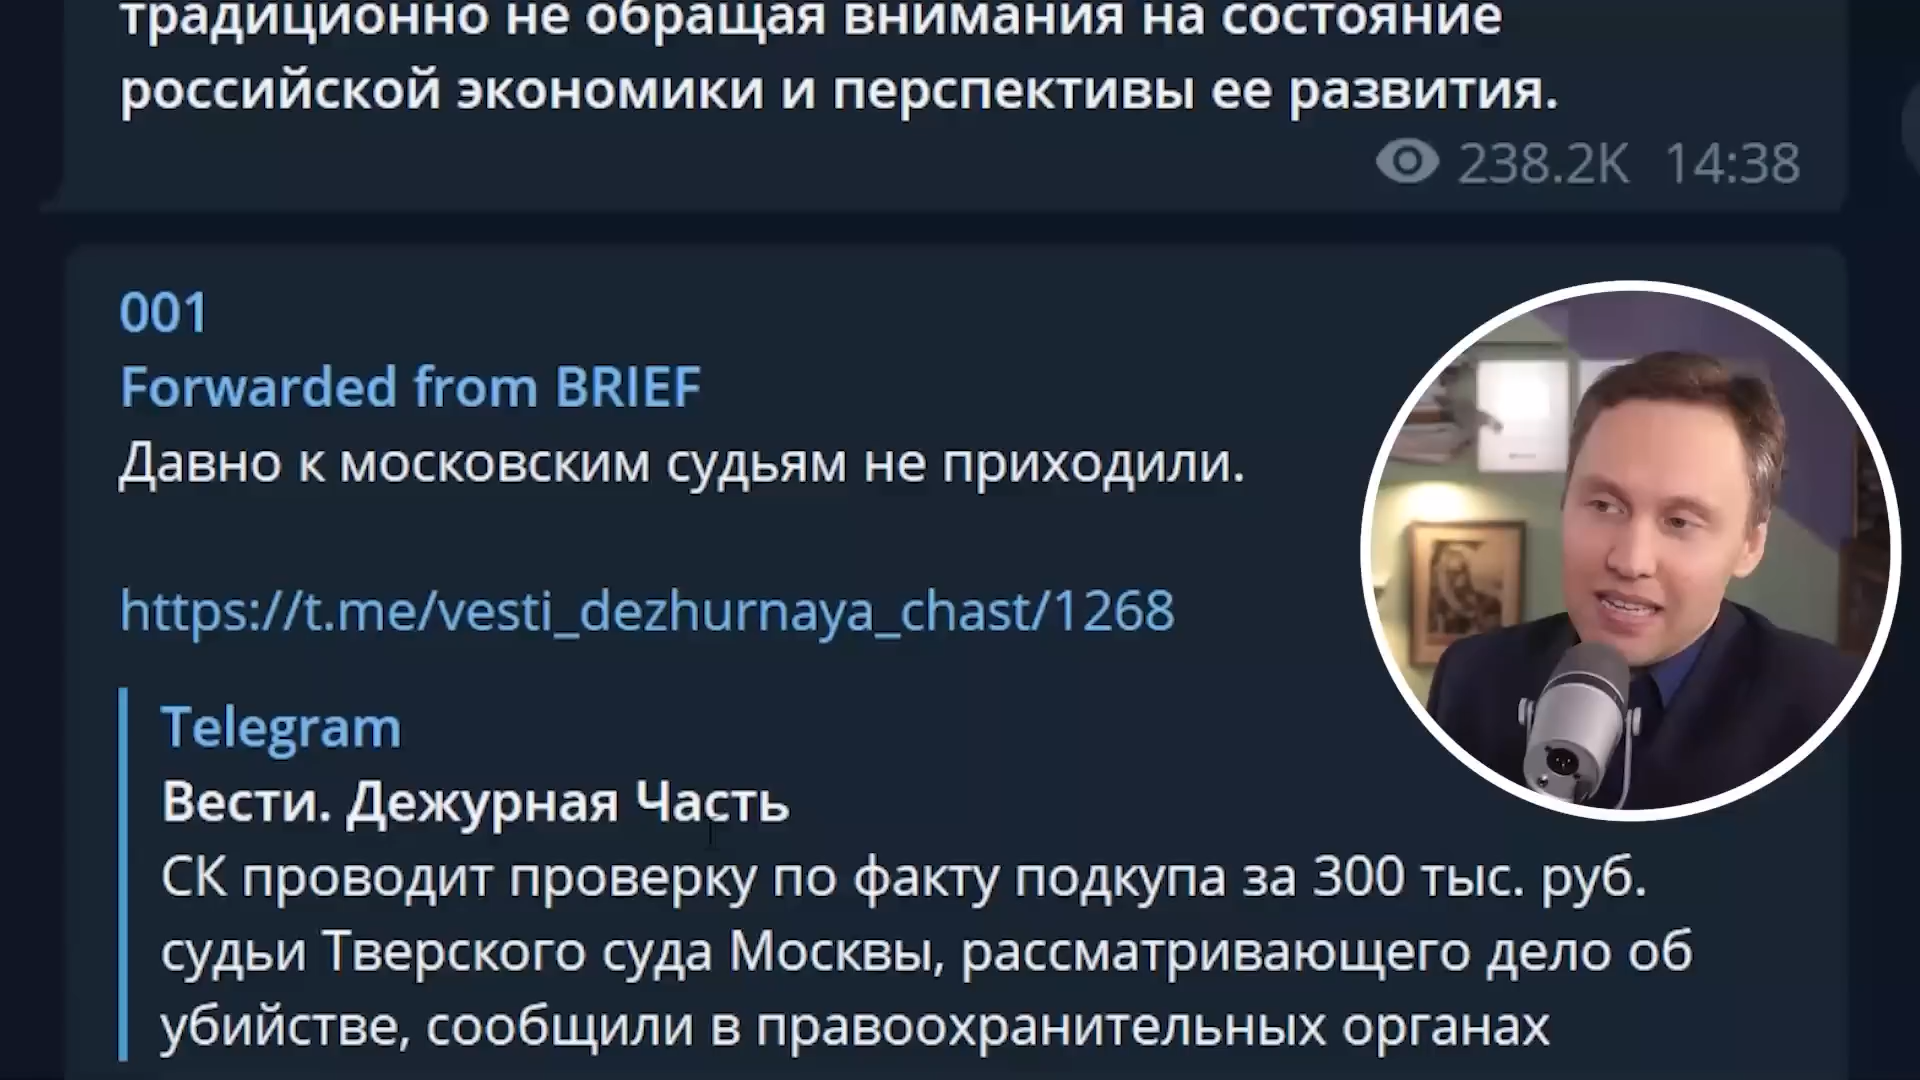 традиционно не обращая внимания на состояние
российской экономики и перспективы ее развития.
238.2K 14:38
001
Forwarded from BRIEF
Давно к московским судьям не приходили.
https://t.me/vesti_dezhurnaya_chast/1268
Telegram
Вести. Дежурная Часть
СК проводит проверку по факту подкупа за 300 тыс. руб.
судьи Тверского суда Москвы, рассматривающего дело об
убийстве, сообщили в правоохранительных органах